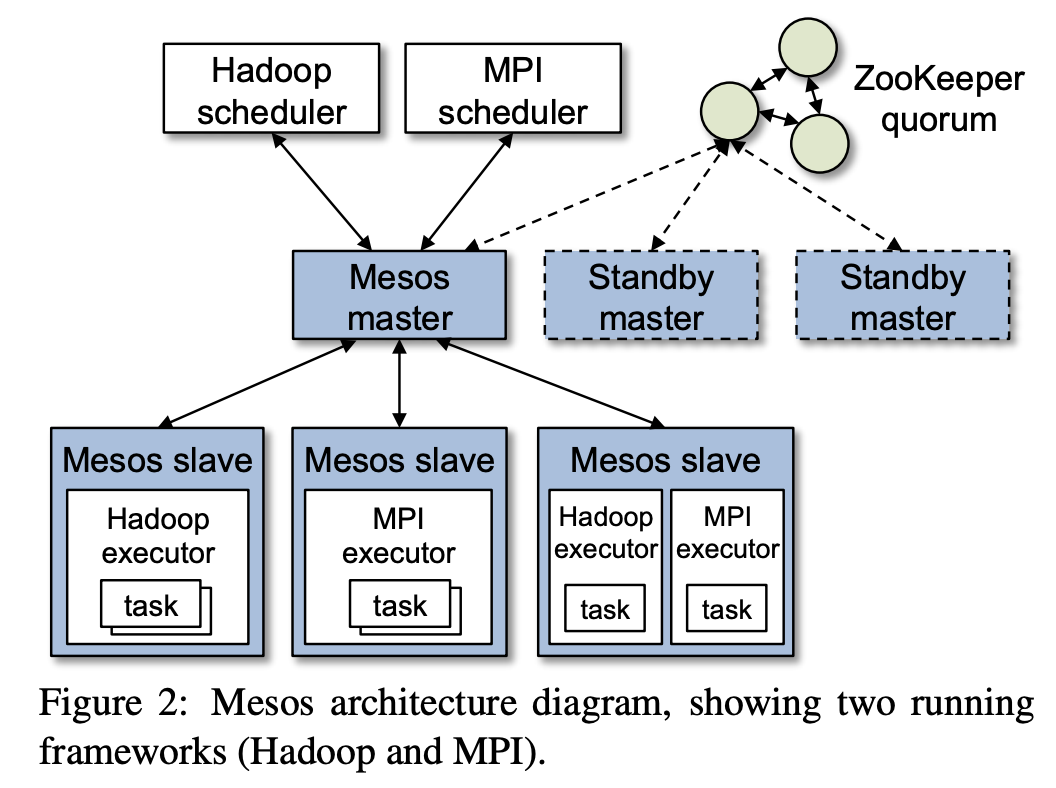 Hadoop
scheduler
MPI
scheduler
ZooKeeper
quorum
Mesos
master
Standby
master
Standby
master
Mesos slave
Hadoop
executor
task
Mesos slave
MPI
executor
task
Mesos slave
Hadoop
executor
task
MPI
executor
task
Figure 2: Mesos architecture diagram, showing two running
frameworks (Hadoop and MPI).